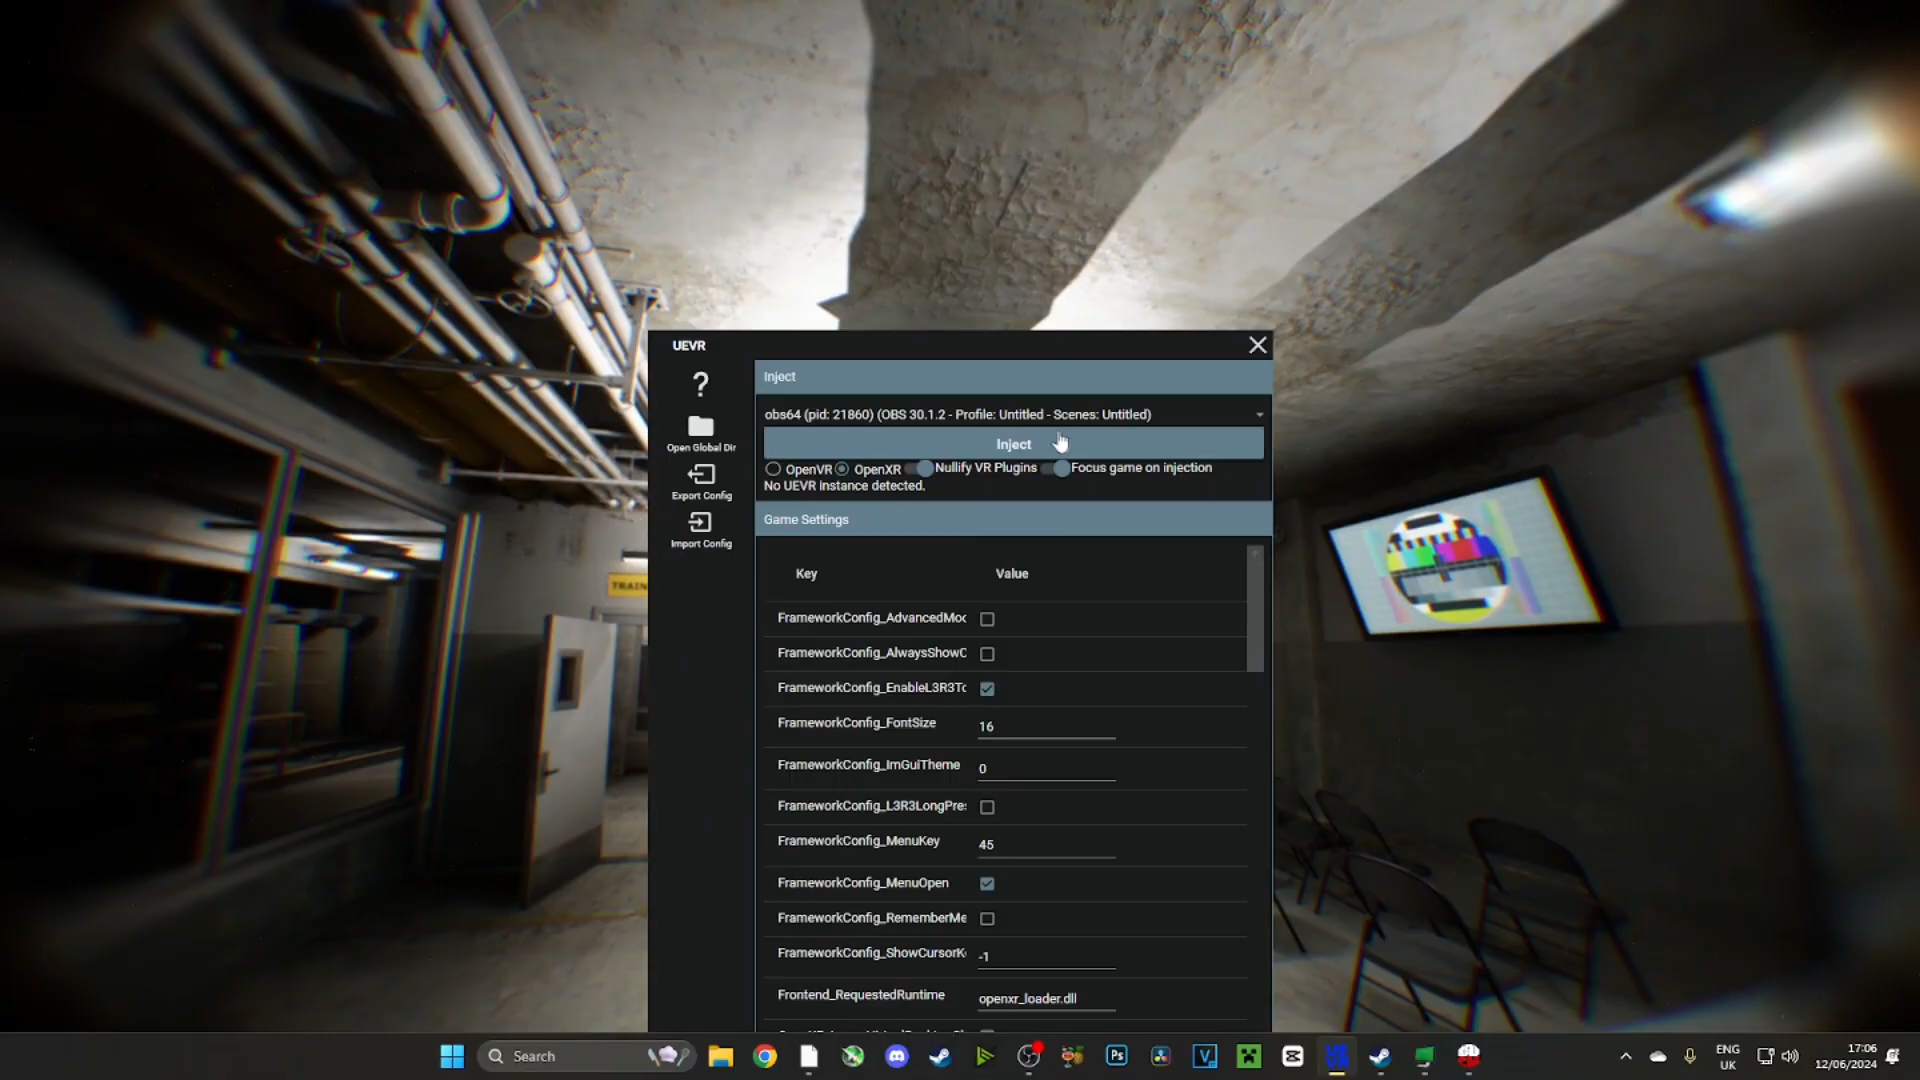 UEVR
?
Open Global Dir
Export Config
Import Config
Inject
obs64 (pid: 21860) (OBS 30.1.2 - Profile: Untitled - Scenes: Untitled)
Inject
OpenVR OpenXR Nullify VR Plugins Focus game on injection
No UEVR instance detected.
Game Settings
Key Value
FrameworkConfig_AdvancedMoc
FrameworkConfig_AlwaysShowC
FrameworkConfig_EnableL3R3Tc
FrameworkConfig_FontSize 16
FrameworkConfig_ImGuiTheme 0
FrameworkConfig_L3R3LongPre
FrameworkConfig_MenuKey 45
FrameworkConfig_MenuOpen
FrameworkConfig_RememberMe
FrameworkConfig_ShowCursorK -1
Frontend_RequestedRuntime openxr_loader.dll
TRAIN
Search
Ps
V
ENG
UK
17:06
12/06/2024